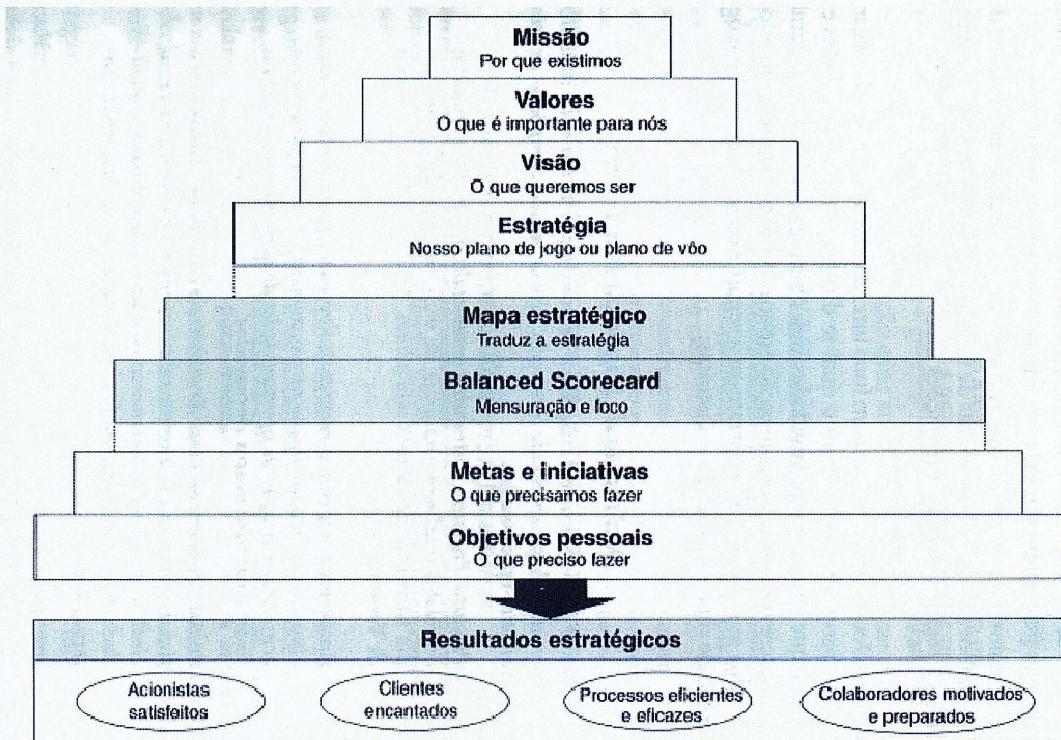 Missão
Por que existimos
Valores
O que é importante para nós
Visão
O que queremos ser
Estratégia
Nosso plano de jogo ou plano de vôo
Mapa estratégico
Traduz a estratégia
Balanced Scorecard
Mensuração e foco
Metas e iniciativas
O que precisamos fazer
Objetivos pessoais
O que preciso fazer
Resultados estratégicos
Acionistas
satisfeitos
Clientes
encantados
Processos eficientes
e eficazes
Colaboradores motivados
e preparados